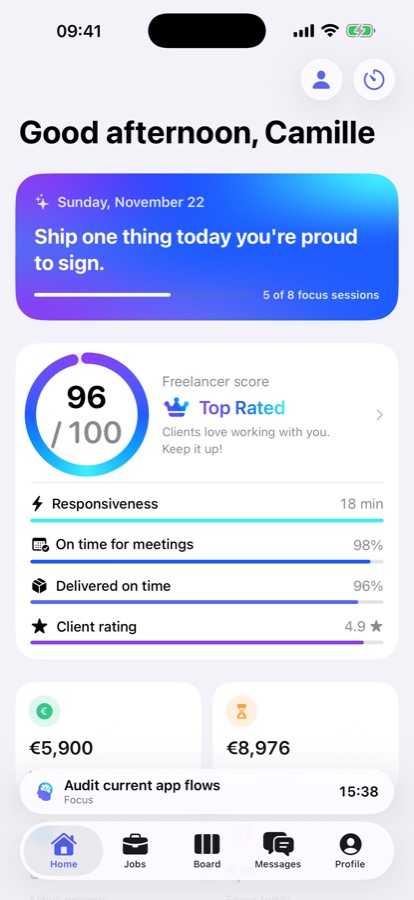 09:41
Good afternoon, Camille
Sunday, November 22
Ship one thing today you're proud
to sign.
5 of 8 focus sessions
96
/ 100
Freelancer score
Top Rated
Clients love working with you.
Keep it up!
Responsiveness
18 min
On time for meetings
98%
Delivered on time
96%
Client rating
4.9 ★
€5,900
€8,976
Audit current app flows
Focus
15:38
Home
Jobs
Board
Messages
Profile